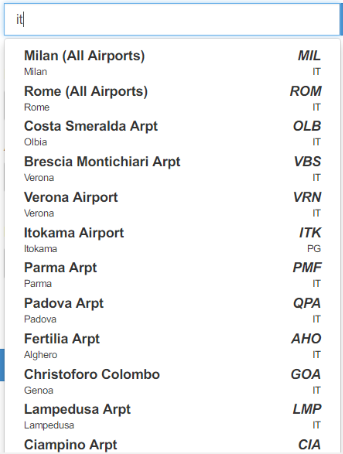 it
Milan (All Airports) MIL
Milan IT
Rome (All Airports) ROM
Rome IT
Costa Smeralda Arpt OLB
Olbia IT
Brescia Montichiari Arpt VBS
Verona IT
Verona Airport VRN
Verona IT
Itokama Airport ITK
Itokama PG
Parma Arpt PMF
Parma IT
Padova Arpt QPA
Padova IT
Fertilia Arpt AHO
Alghero IT
Christoforo Colombo GOA
Genoa IT
Lampedusa Arpt LMP
Lampedusa IT
Ciampino Arpt CIA